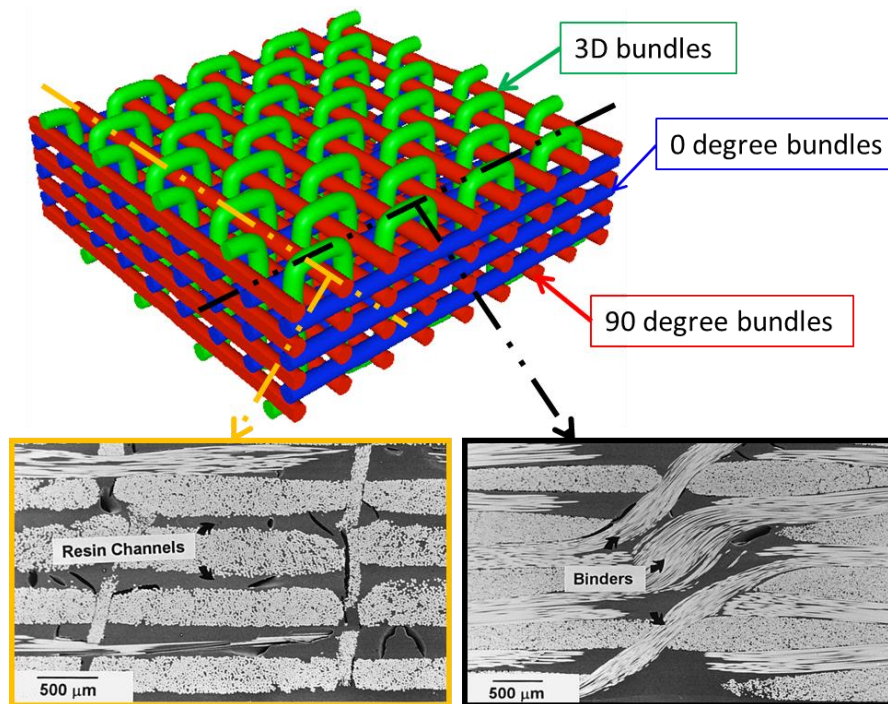 3D bundles
0 degree bundles
90 degree bundles
Resin Channels
500 μm
Binders
500 μm